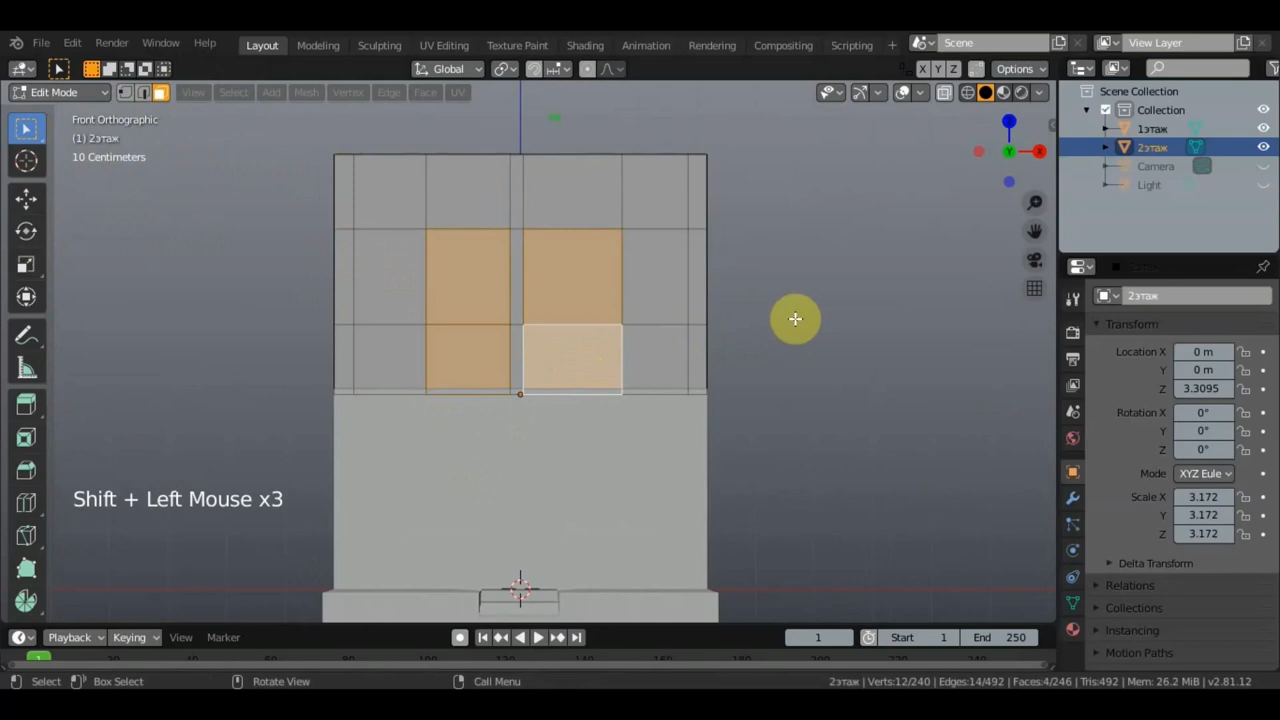 File Edit Render Window Help Layout Modeling Sculpting UV Editing Texture Paint Shading Animation Rendering Compositing Scripting + Scene View Layer
Global X Y Z Options
Edit Mode View Select Add Mesh Vertex Edge Face UV
Scene Collection
Collection
1этаж
2этаж
Camera
Light
Front Orthographic
(1) 2этаж
10 Centimeters
Z
Y
X
2этаж
Transform
Location X 0 m
Y 0 m
Z 3.3095
Rotation X 0°
Y 0°
Z 0°
Mode XYZ Eule
Scale X 3.172
Y 3.172
Z 3.172
Delta Transform
Relations
Collections
Instancing
Motion Paths
Shift + Left Mouse x3
Playback Keying View Marker 1 Start 1 End 250
1
Select Box Select Rotate View Call Menu 2этаж | Verts:12/240 | Edges:14/492 | Faces:4/246 | Tris:492 | Mem: 26.2 MiB | v2.81.12